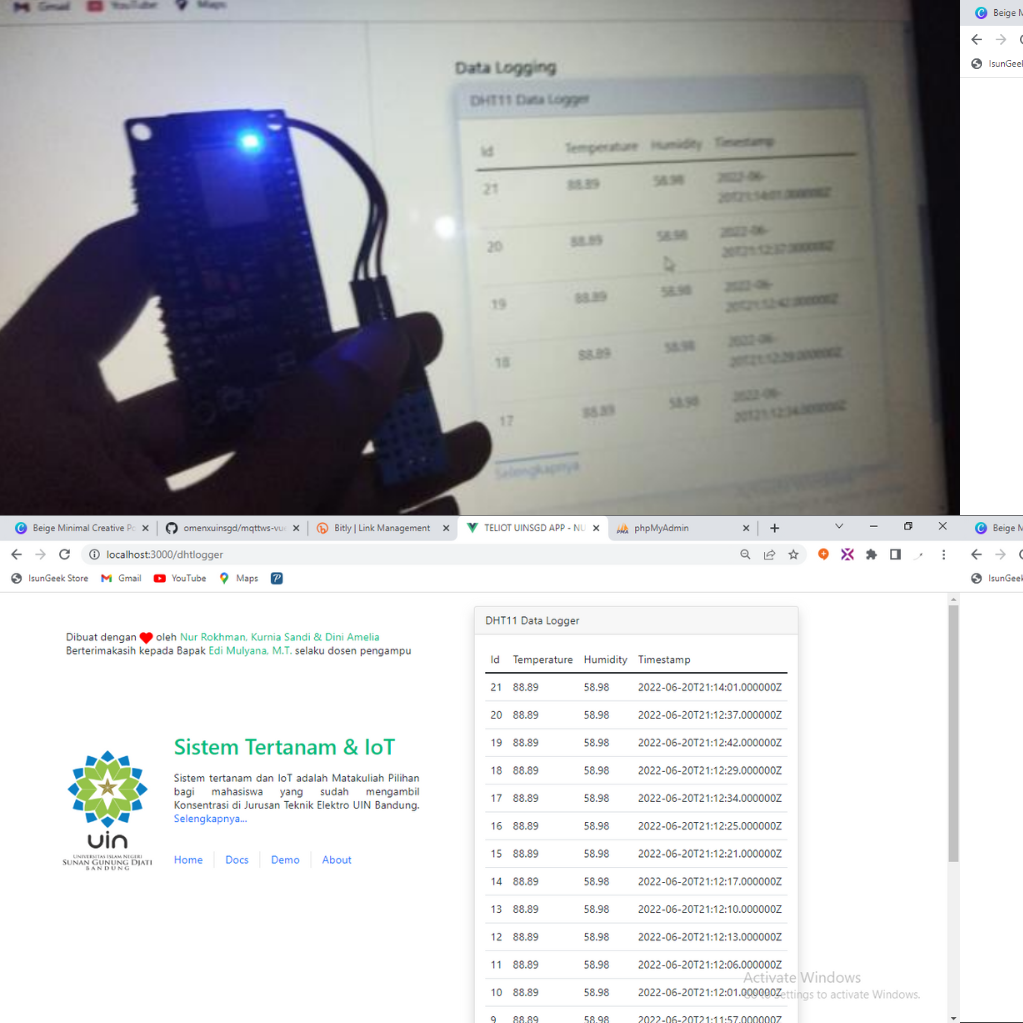 Gmail YouTube Maps
Data Logging
DHT11 Data Logger
Id Temperature Humidity Timestamp
21 88.89 58.98 2022-06-
20T21:14:01.000000Z
20 88.89 58.98 2022-06-
20T21:12:37.000000Z
19 88.89 58.98 2022-06-
20T21:12:42.000000Z
18 88.89 58.98 2022-06-
20T21:12:29.000000Z
17 88.89 58.98 2022-06-
20T21:12:34.000000Z
Selengkapnya
Beige M
IsunGeek
Beige Minimal Creative Po omenxuinsgd/mqttws-vue Bitly | Link Management TELIOT UINSGD APP - NU phpMyAdmin
localhost:3000/dhtlogger
IsunGeek Store Gmail YouTube Maps
Beige M
IsunGeek
Dibuat dengan oleh Nur Rokhman, Kurnia Sandi & Dini Amelia
Berterimakasih kepada Bapak Edi Mulyana, M.T. selaku dosen pengampu
Sistem Tertanam & IoT
Sistem tertanam dan IoT adalah Matakuliah Pilihan
bagi mahasiswa yang sudah mengambil
Konsentrasi di Jurusan Teknik Elektro UIN Bandung.
Selengkapnya...
Home Docs Demo About
uin
UNIVERSITAS ISLAM NEGERI
SUNAN GUNUNG DJATI
BANDUNG
DHT11 Data Logger
Id Temperature Humidity Timestamp
21 88.89 58.98 2022-06-20T21:14:01.000000Z
20 88.89 58.98 2022-06-20T21:12:37.000000Z
19 88.89 58.98 2022-06-20T21:12:42.000000Z
18 88.89 58.98 2022-06-20T21:12:29.000000Z
17 88.89 58.98 2022-06-20T21:12:34.000000Z
16 88.89 58.98 2022-06-20T21:12:25.000000Z
15 88.89 58.98 2022-06-20T21:12:21.000000Z
14 88.89 58.98 2022-06-20T21:12:17.000000Z
13 88.89 58.98 2022-06-20T21:12:10.000000Z
12 88.89 58.98 2022-06-20T21:12:13.000000Z
11 88.89 58.98 2022-06-20T21:12:06.000000Z
10 88.89 58.98 2022-06-20T21:12:01.000000Z
9 88.89 58.98 2022-06-20T21:11:57.000000Z
Activate Windows
Go to Settings to activate Windows.